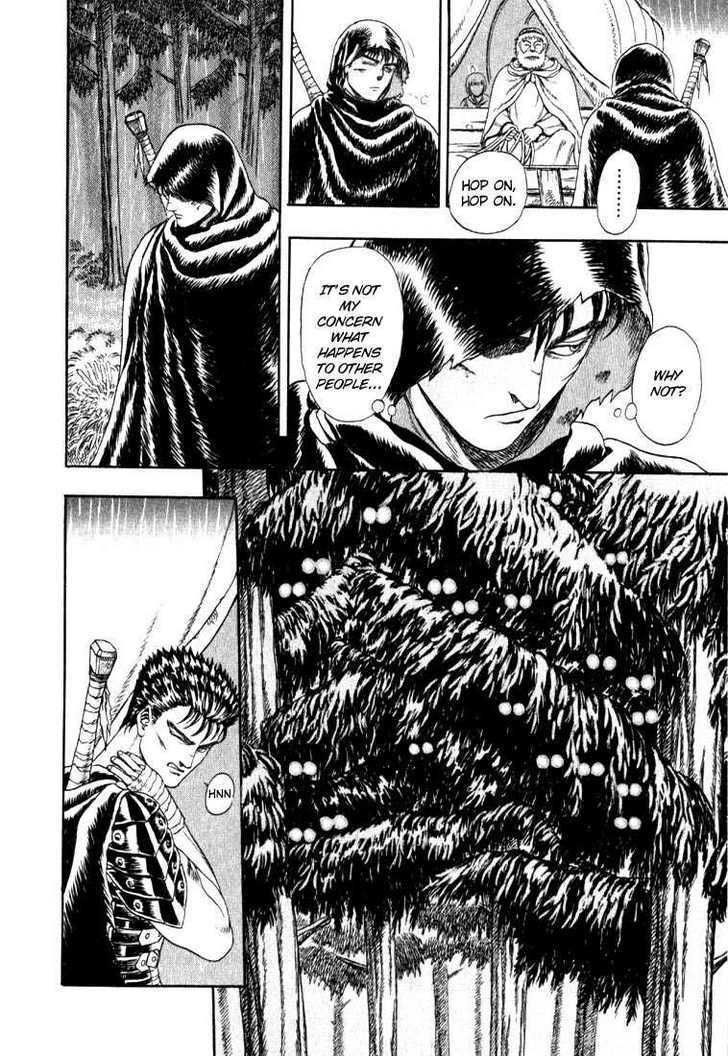 HOP ON,
HOP ON.
........
WHY
NOT?
IT'S NOT
MY
CONCERN
WHAT
HAPPENS
TO OTHER
PEOPLE...
HNN.